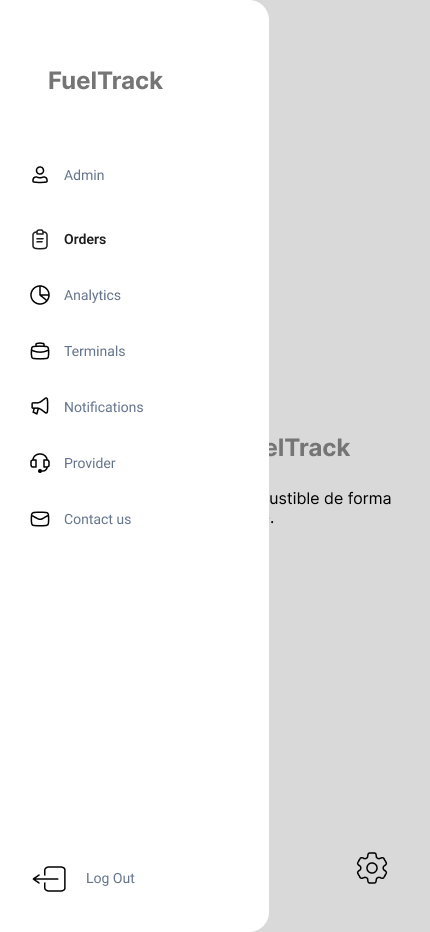 FuelTrack
Admin
Orders
Analytics
Terminals
Notifications
Provider
Contact us
Log Out
elTrack
ustible de forma
.